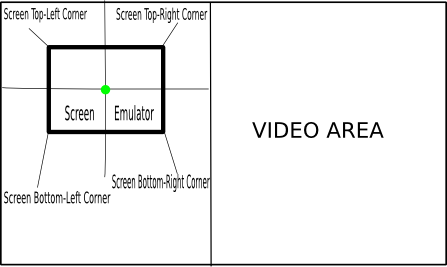 Screen Top-Left Corner
Screen Top-Right Corner
Screen Emulator
VIDEO AREA
Screen Bottom-Right Corner
Screen Bottom-Left Corner